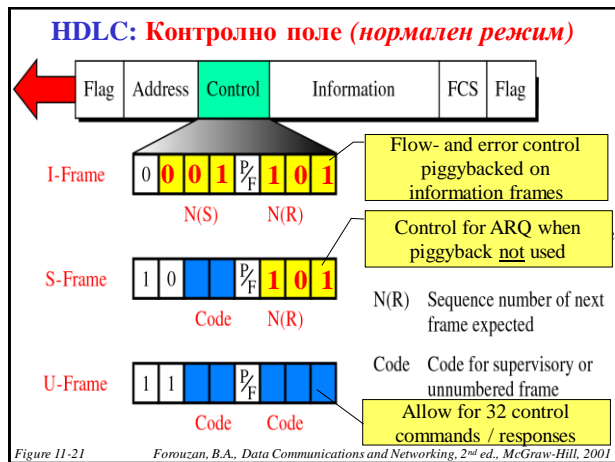 HDLC: Контролно поле (нормален режим)
Flag Address Control Information FCS Flag
Flow- and error control
piggybacked on
information frames
I-Frame 0 0 0 1 P/F 1 0 1
N(S) N(R)
Control for ARQ when
piggyback not used
S-Frame 1 0 P/F 1 0 1
Code N(R)
N(R) Sequence number of next
frame expected
Code Code for supervisory or
unnumbered frame
U-Frame 1 1 P/F
Code Code
Allow for 32 control
commands / responses
Figure 11-21 Forouzan, B.A., Data Communications and Networking, 2nd ed., McGraw-Hill, 2001